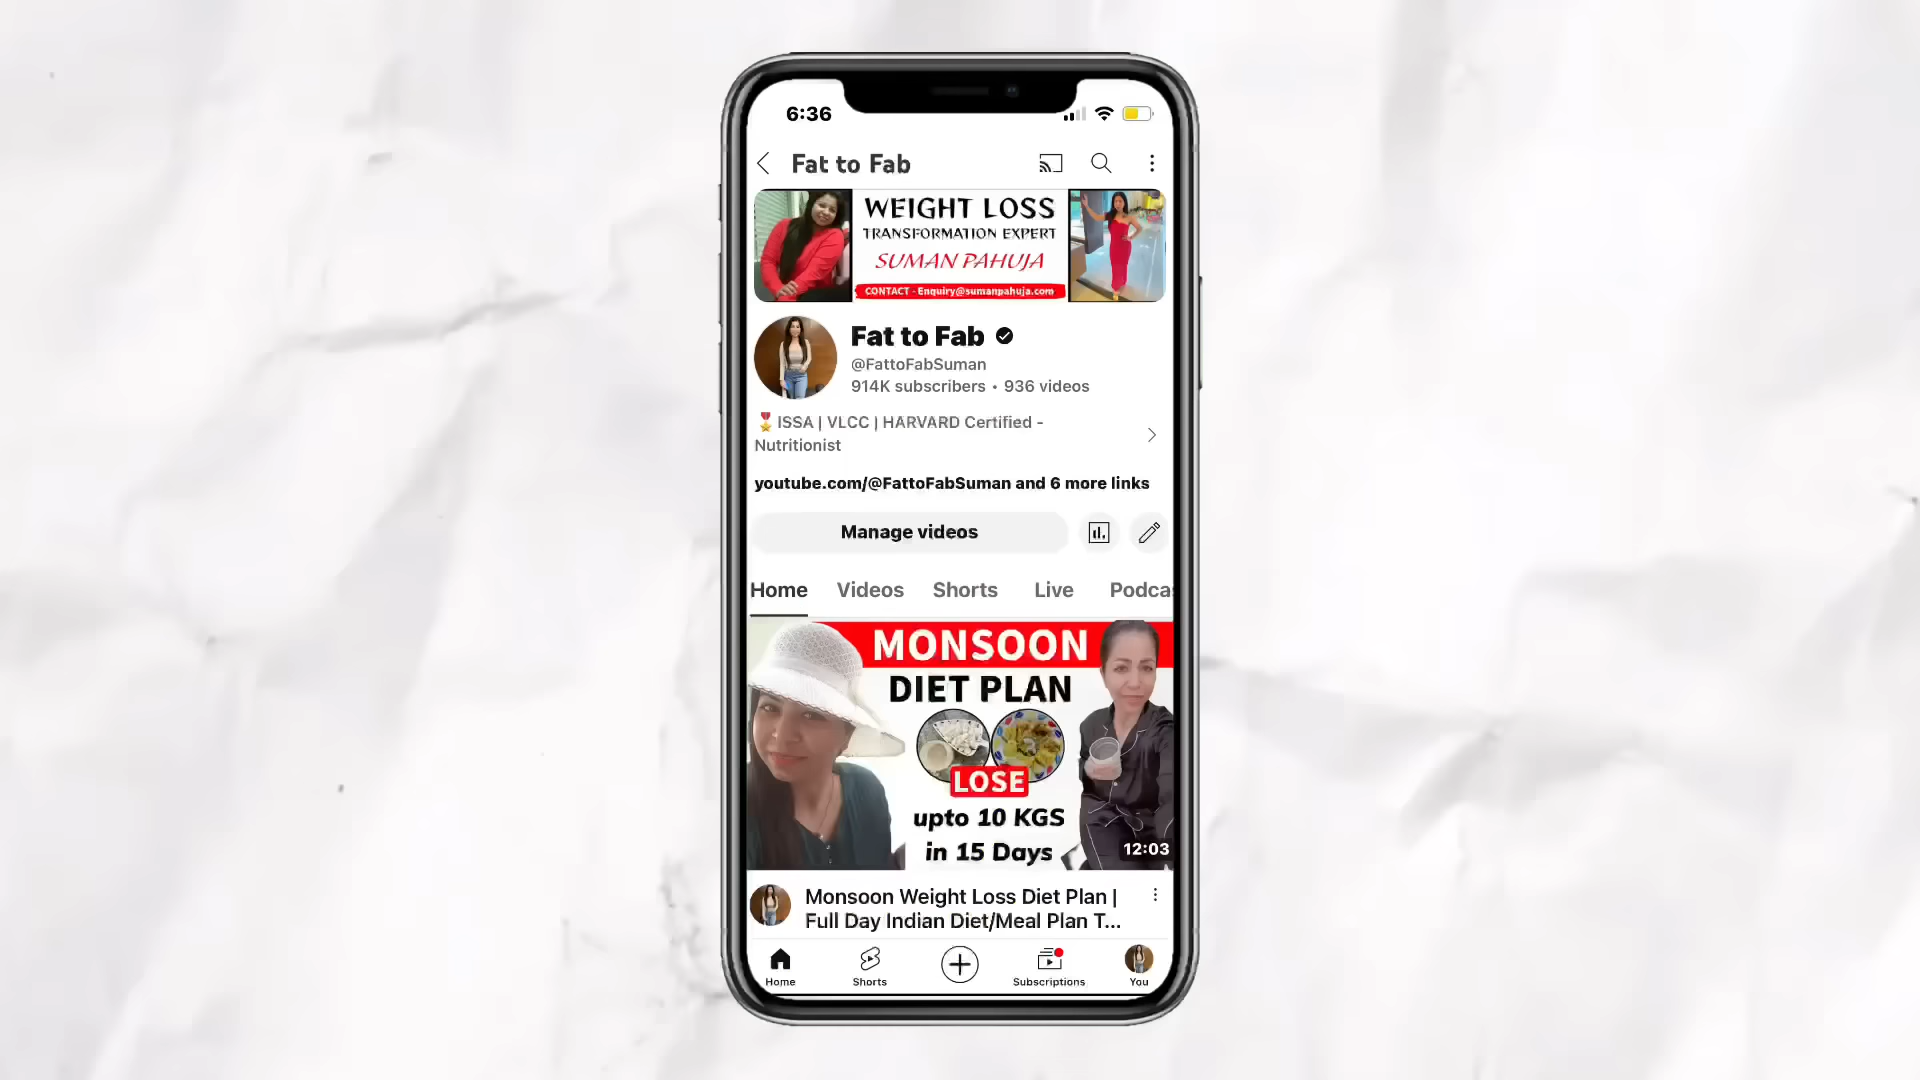 6:36
Fat to Fab
WEIGHT LOSS
TRANSFORMATION EXPERT
SUMAN PAHUJA
CONTACT - Enquiry@sumanpahuja.com
Fat to Fab
@FattoFabSuman
914K subscribers • 936 videos
🎖️ISSA | VLCC | HARVARD Certified -
Nutritionist
youtube.com/@FattoFabSuman and 6 more links
Manage videos
Home Videos Shorts Live Podcas
MONSOON
DIET PLAN
LOSE
upto 10 KGS
in 15 Days
12:03
Monsoon Weight Loss Diet Plan |
Full Day Indian Diet/Meal Plan T...
Home Shorts Subscriptions You